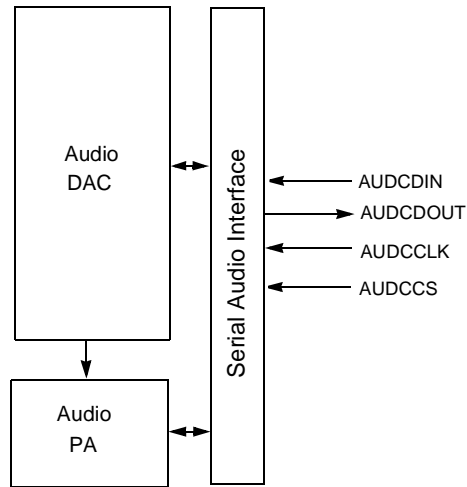 Audio
DAC
Serial Audio Interface
AUDCDIN
AUDCDOUT
AUDCCLK
AUDCCS
Audio
PA